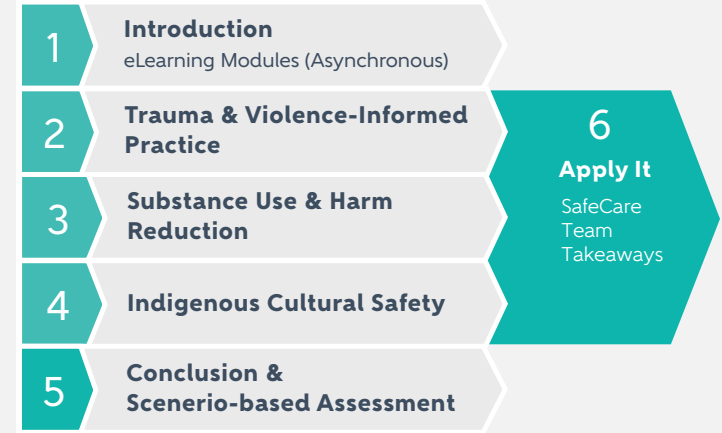 1
Introduction
eLearning Modules (Asynchronous)
2
Trauma & Violence-Informed
Practice
3
Substance Use & Harm
Reduction
4
Indigenous Cultural Safety
5
Conclusion &
Scenerio-based Assessment
6
Apply It
SafeCare
Team
Takeaways